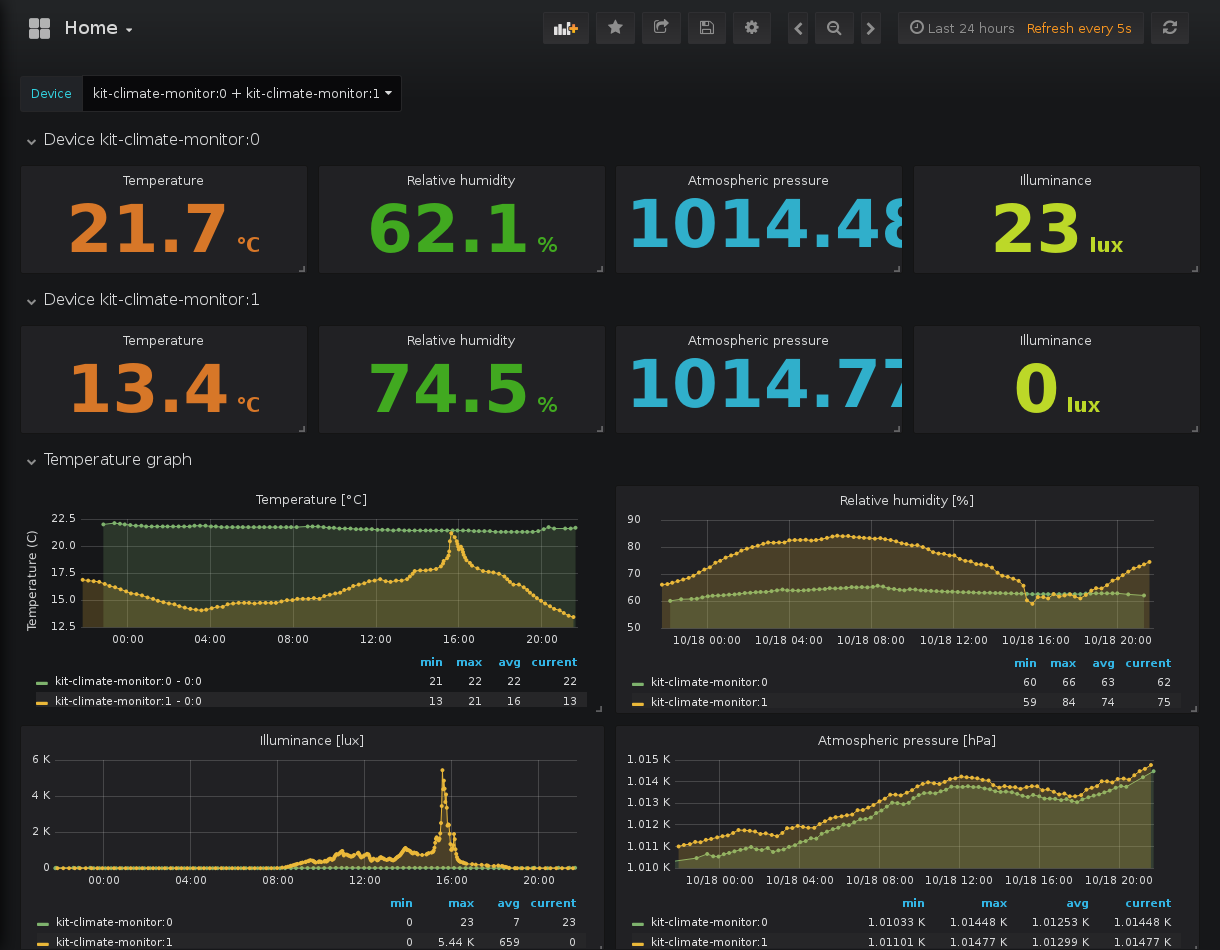 Home
Last 24 hours Refresh every 5s
Device kit-climate-monitor:0 + kit-climate-monitor:1
Device kit-climate-monitor:0
Temperature Relative humidity Atmospheric pressure Illuminance
21.7 °C 62.1 % 1014.48 23 lux
Device kit-climate-monitor:1
Temperature Relative humidity Atmospheric pressure Illuminance
13.4 °C 74.5 % 1014.77 0 lux
Temperature graph
Temperature [°C]
Temperature (C)
22.5
20.0
17.5
15.0
12.5
00:00 04:00 08:00 12:00 16:00 20:00
min max avg current
kit-climate-monitor:0 - 0:0 21 22 22 22
kit-climate-monitor:1 - 0:0 13 21 16 13
Relative humidity [%]
90
80
70
60
50
10/18 00:00 10/18 04:00 10/18 08:00 10/18 12:00 10/18 16:00 10/18 20:00
min max avg current
kit-climate-monitor:0 60 66 63 62
kit-climate-monitor:1 59 84 74 75
Illuminance [lux]
6 K
4 K
2 K
0
00:00 04:00 08:00 12:00 16:00 20:00
min max avg current
kit-climate-monitor:0 0 23 7 23
kit-climate-monitor:1 0 5.44 K 659 0
Atmospheric pressure [hPa]
1.015 K
1.014 K
1.013 K
1.012 K
1.011 K
1.010 K
10/18 00:00 10/18 04:00 10/18 08:00 10/18 12:00 10/18 16:00 10/18 20:00
min max avg current
kit-climate-monitor:0 1.01033 K 1.01448 K 1.01253 K 1.01448 K
kit-climate-monitor:1 1.01101 K 1.01477 K 1.01299 K 1.01477 K